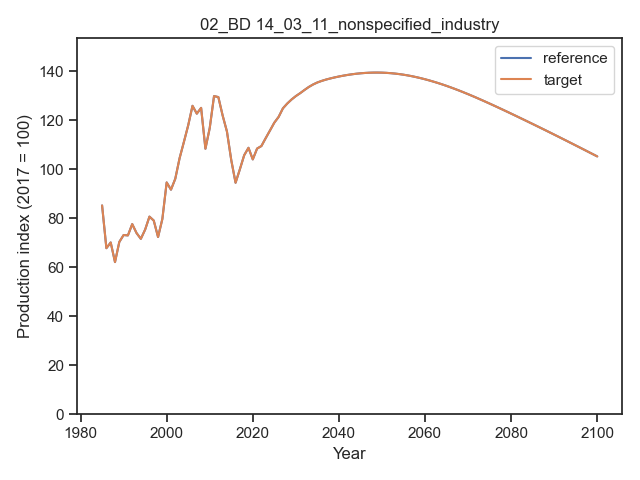 02_BD 14_03_11_nonspecified_industry
reference
target
Production index (2017 = 100)
140
120
100
80
60
40
20
0
1980 2000 2020 2040 2060 2080 2100
Year